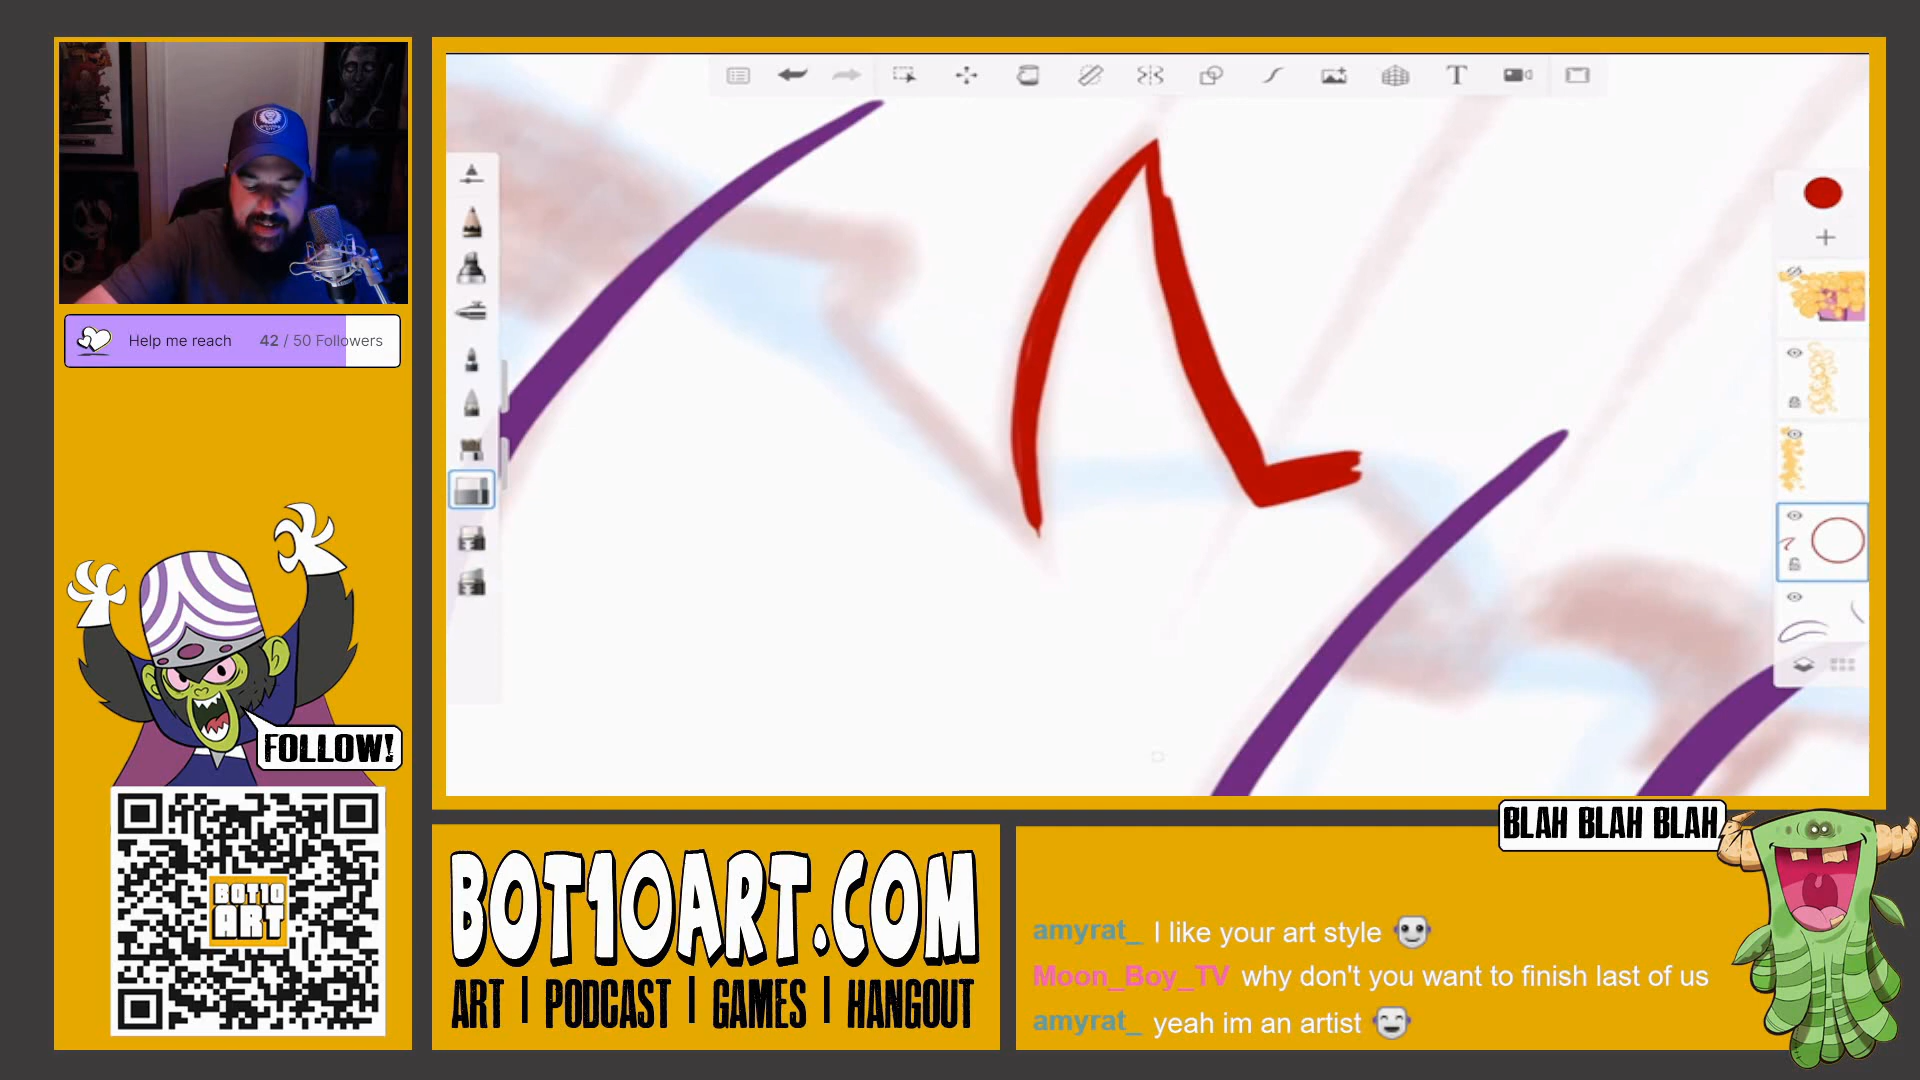 Help me reach 42 / 50 Followers
FOLLOW!
BOT10
ART
BOT10ART.COM
ART | PODCAST | GAMES | HANGOUT
BLAH BLAH BLAH
amyrat_ I like your art style
Moon_Boy_TV why don't you want to finish last of us
amyrat_ yeah im an artist
T